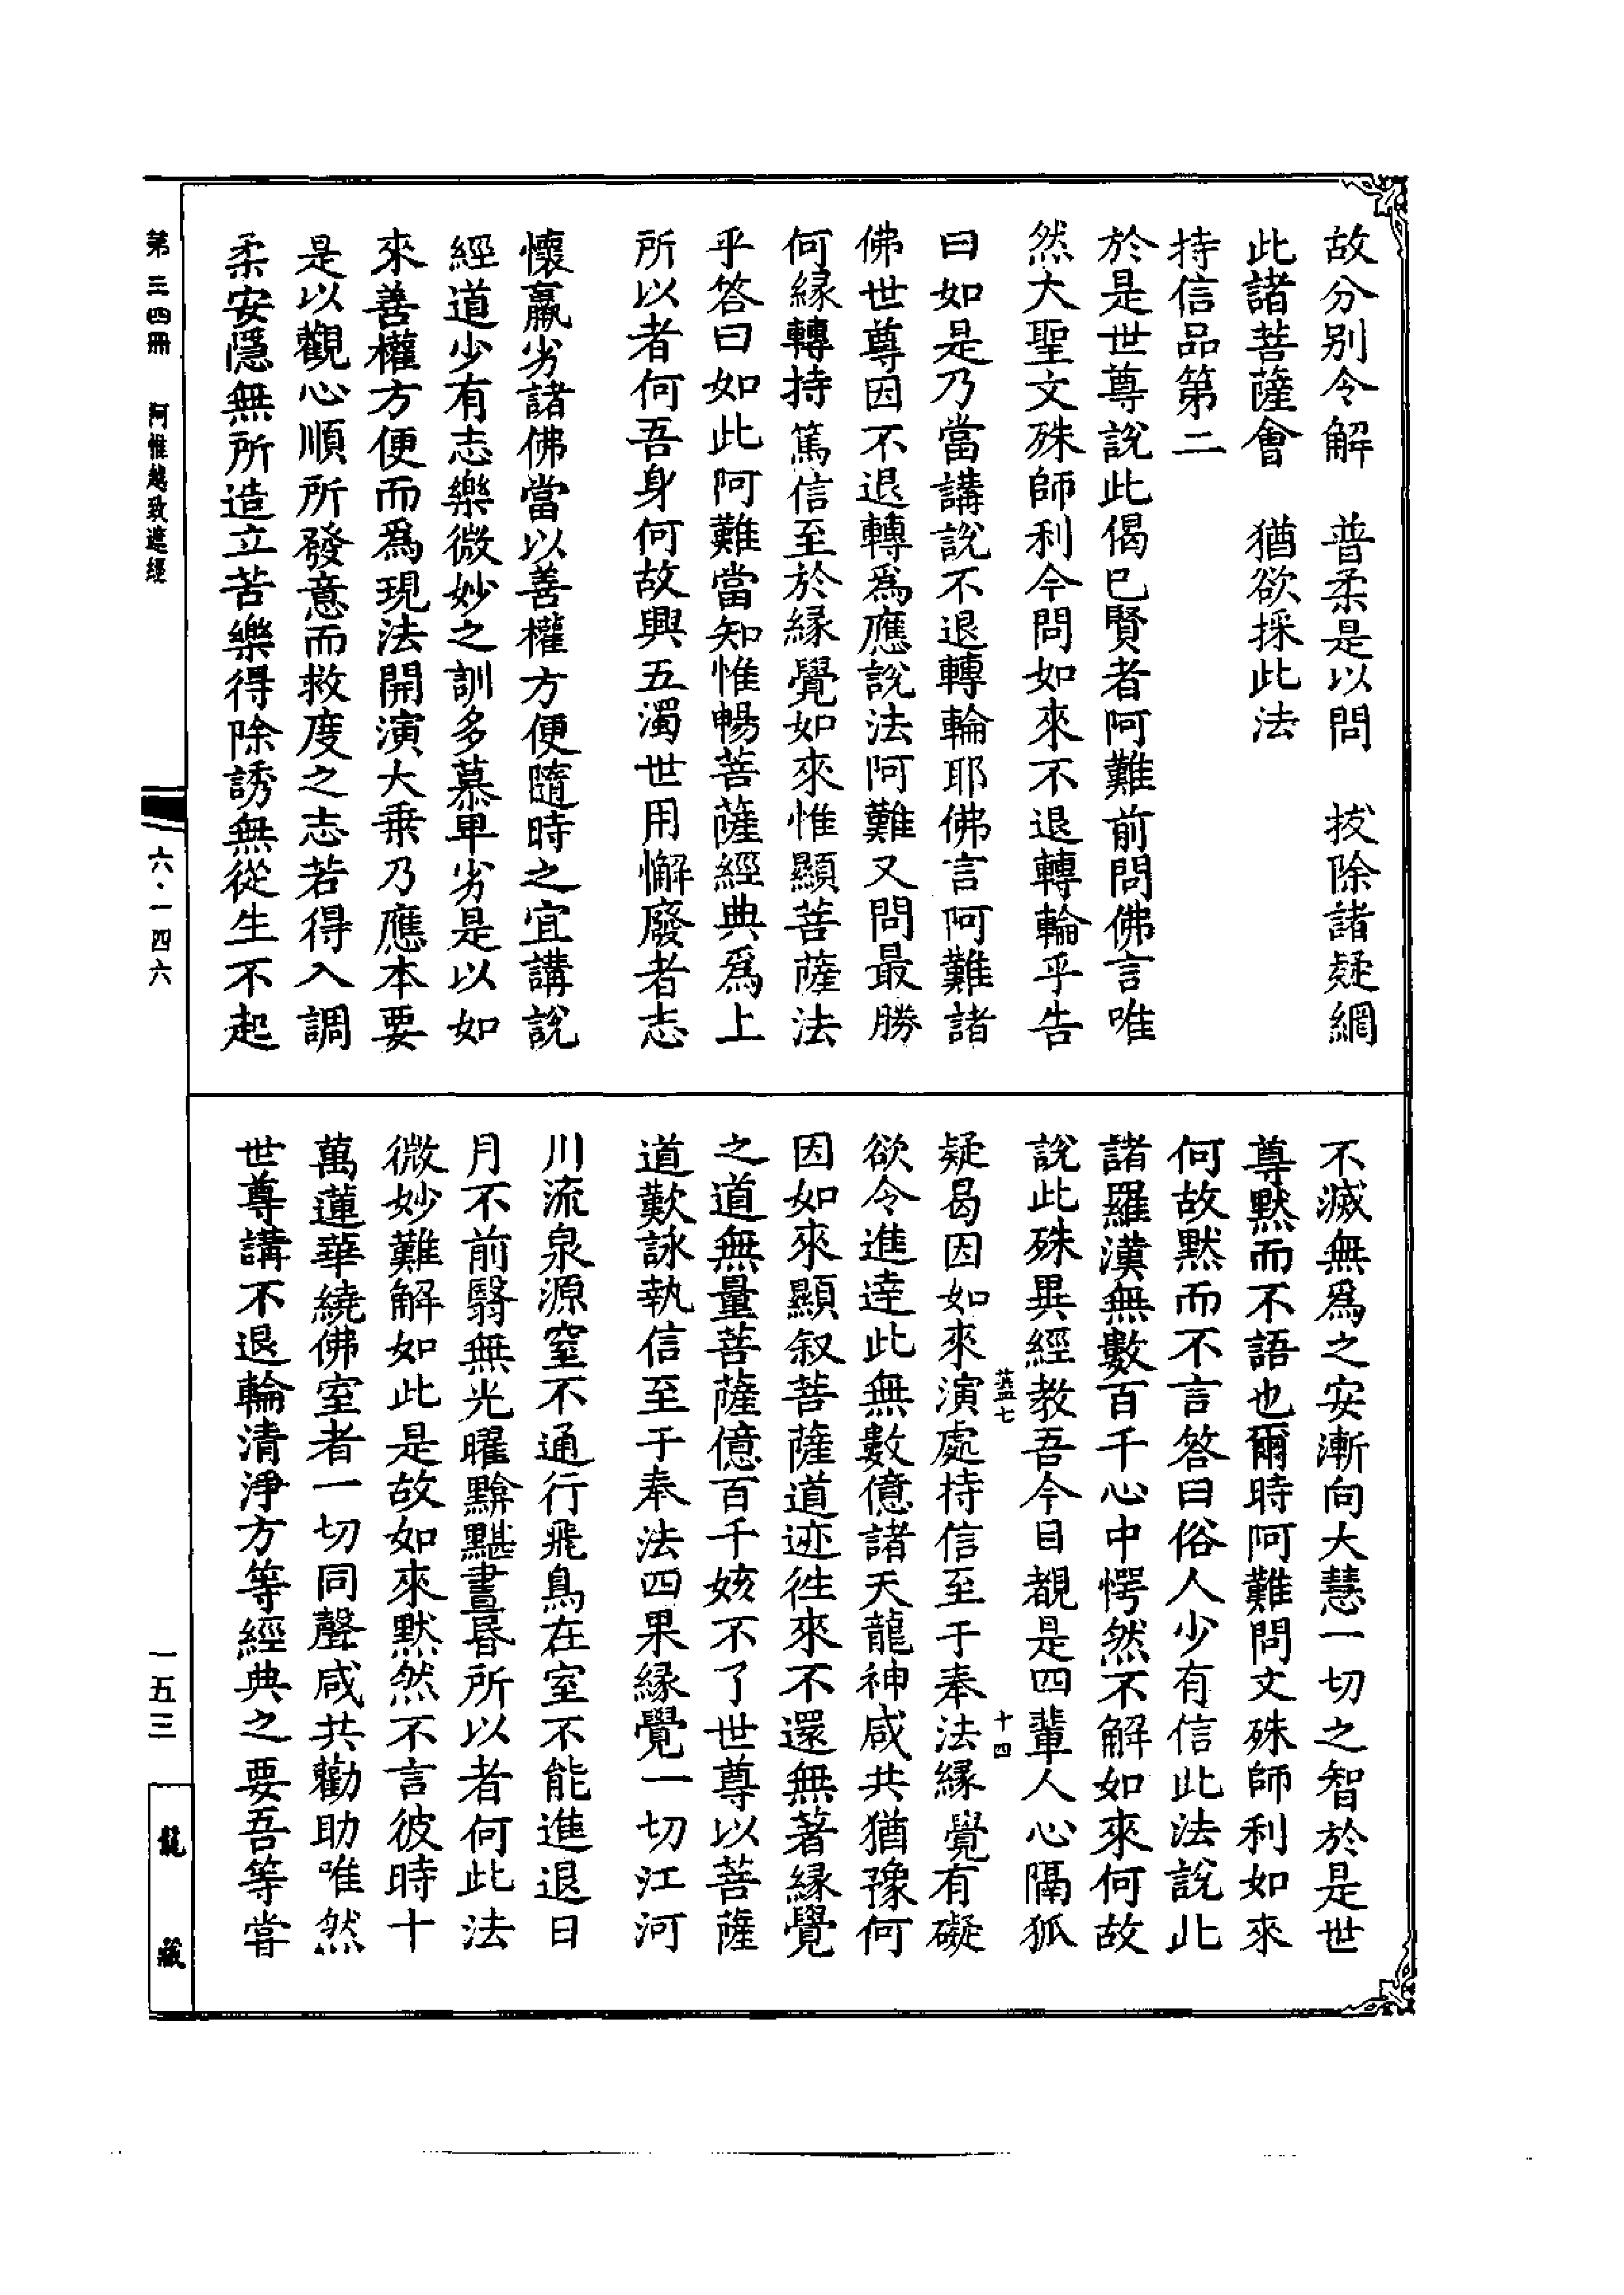 故分别令解　普柔是以問　拔除諸疑網
此諸菩薩會　猶欲採此法
持信品第二
於是世尊說此偈已賢者阿難前問佛言唯
然大聖文殊師利今問如來不退轉輪乎告
曰如是乃當講說不退轉輪耶佛言阿難諸
佛世尊因不退轉爲應說法阿難又問最勝
何緣轉持篤信至於緣覺如來惟顯菩薩法
乎答曰如此阿難當知惟暢菩薩經典爲上
所以者何吾身何故興五濁世用懈廢者志
懷羸劣諸佛當以善權方便隨時之宜講說
經道少有志樂微妙之訓多慕卑劣是以如
來善權方便而爲現法開演大乘乃應本要
是以觀心順所發意而救度之志若得入調
柔安隱無所造立苦樂得除誘無從生不起
不滅無爲之安漸向大慧一切之智於是世
尊默而不語也爾時阿難問文殊師利如來
何故默而不言答曰俗人少有信此法說此
諸羅漢無數百千心中愕然不解如來何故
說此殊異經教吾今目覩是四輩人心隔狐
疑曷因如來演處持信至于奉法緣覺有礙
欲令進逹此無數億諸天龍神咸共猶豫何
因如來顯叙菩薩道迹徃來不還無著緣覺
之道無量菩薩億百千姟不了世尊以菩薩
道歎詠執信至于奉法四果緣覺一切江河
川流泉源窒不通行飛鳥在室不能進退日
月不前翳無光曜黤黮晝昏所以者何此法
微妙難解如此是故如來默然不言彼時十
萬蓮華繞佛室者一切同聲咸共勸助唯然
世尊講不退輪清淨方等經典之要吾等當
第三四冊　阿惟越致遮經
六·一四六
一五三
龍藏
十四